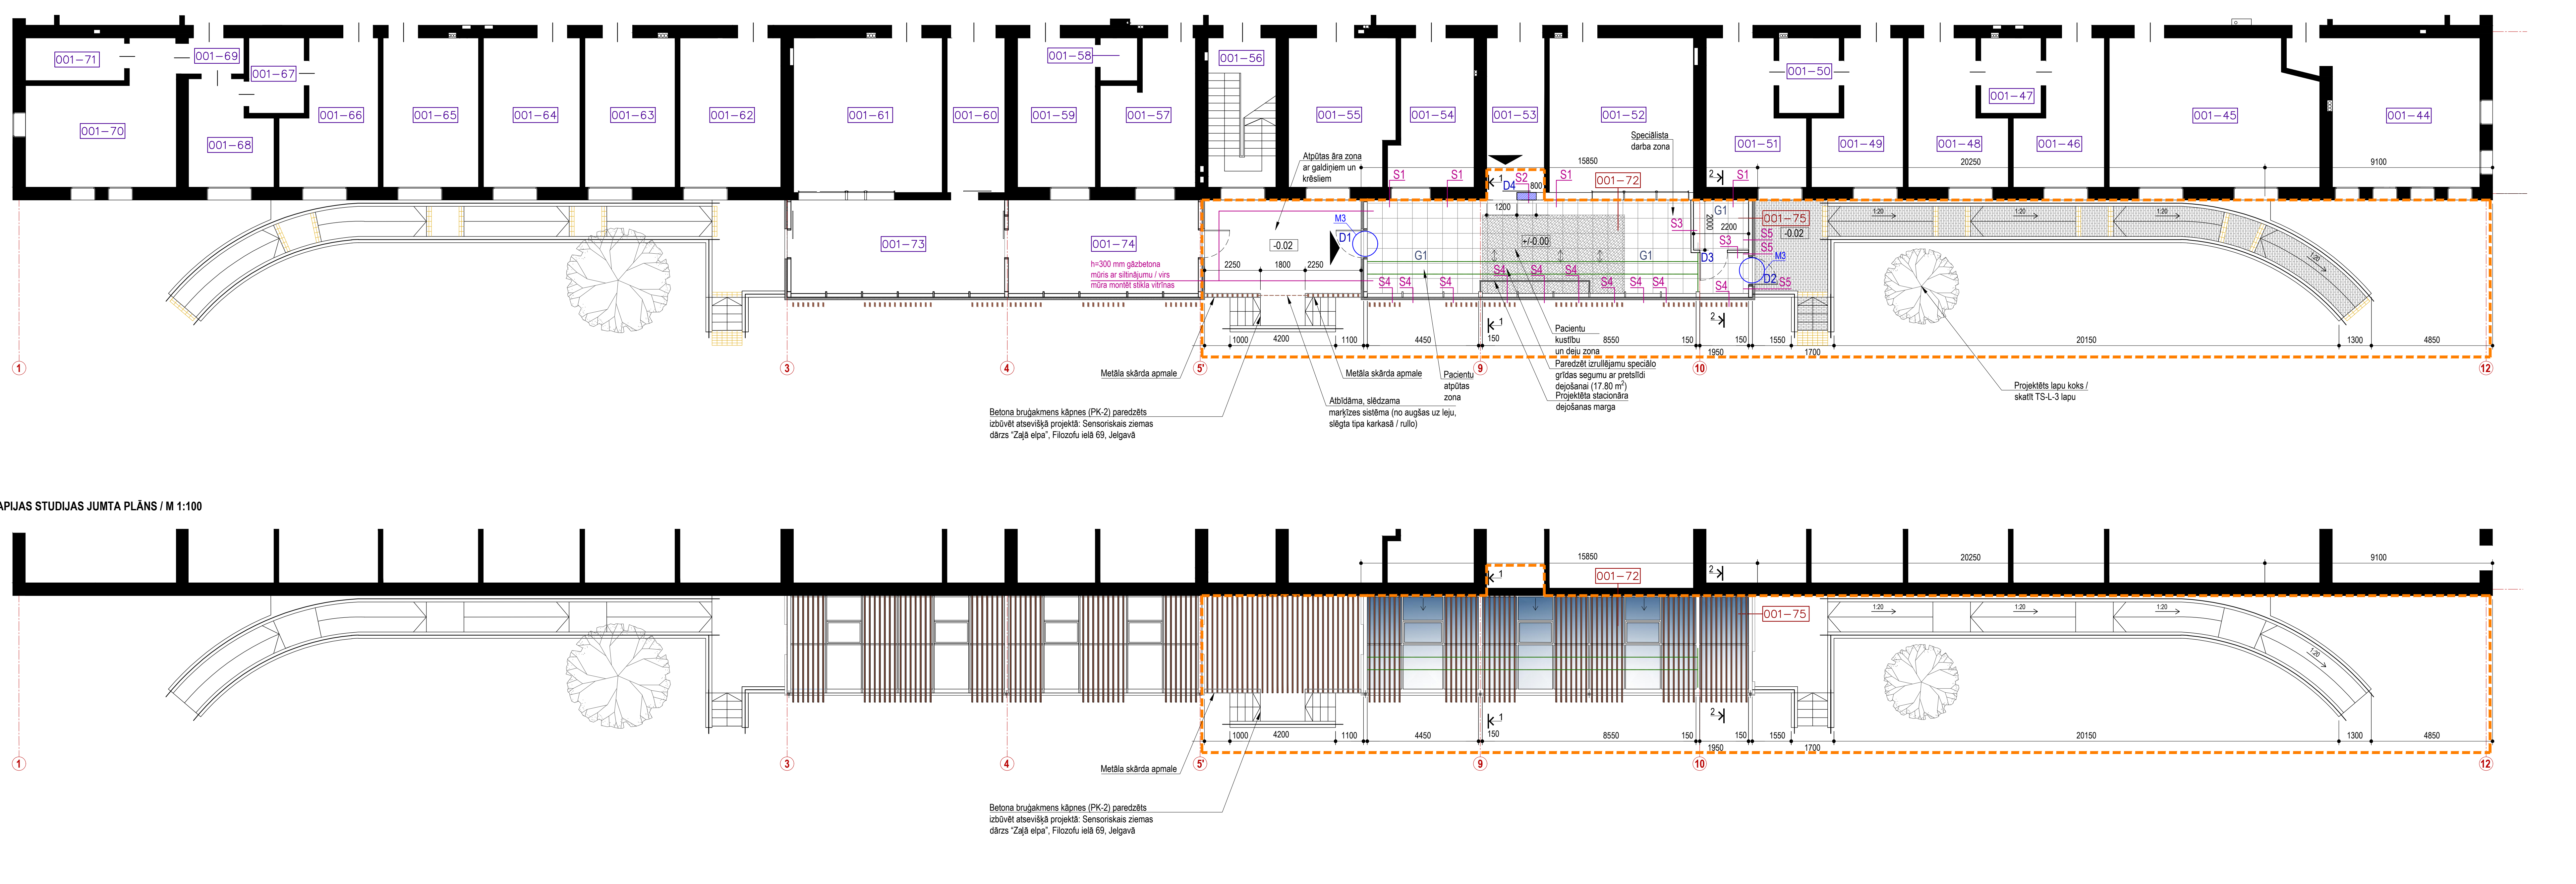 001-71
001-69
001-67
001-58
001-56
001-50
001-47
001-70
001-68
001-66
001-65
001-64
001-63
001-62
001-61
001-60
001-59
001-57
001-55
001-54
001-53
001-52
001-51
001-49
001-48
001-46
001-45
001-44
Speciālista
darba zona
Atpūtas āra zona
ar galdiņiem un
krēsliem
15850
20250
9100
S1
S1
S2
S1
S1
D4
800
1
2
001-72
1200
M3
D1
G1
2000
2200
001-75
S3
S3
S5
S5
-0.02
M3
D3
D2
S5
1:20
1:20
1:20
1:20
001-73
001-74
-0.02
+/-0.00
G1
G1
h=300 mm gāzbetona
mūris ar siltinājumu / virs
mūra montēt stikla vitrīnas
2250
1800
2250
S4
S4
S4
S4
S4
S4
S4
S4
S4
S4
1
2
1000
4200
1100
4450
150
8550
150
1950
150
1550
1700
20150
1300
4850
Pacientu
kustību
un deju zona
Paredzēt izrullējamu speciālo
grīdas segumu ar pretslīdi
dejošanai (17.80 m²)
Projektēta stacionāra
dejošanas marga
Pacientu
atpūtas
zona
1
3
4
5'
9
10
12
Metāla skārda apmale
Metāla skārda apmale
Atbīdāma, slēdzama
marķīzes sistēma (no augšas uz leju,
slēgta tipa karkasā / rullo)
Betona bruģakmens kāpnes (PK-2) paredzēts
izbūvēt atsevišķā projektā: Sensoriskais ziemas
dārzs "Zaļā elpa", Filozofu ielā 69, Jelgavā
Projektēts lapu koks /
skatīt TS-L-3 lapu
APIJAS STUDIJAS JUMTA PLĀNS / M 1:100
15850
20250
9100
1
2
001-72
001-75
1:20
1:20
1:20
1:20
1
2
1000
4200
1100
4450
150
8550
150
1950
150
1550
1700
20150
1300
4850
1
3
4
5'
9
10
12
Metāla skārda apmale
Betona bruģakmens kāpnes (PK-2) paredzēts
izbūvēt atsevišķā projektā: Sensoriskais ziemas
dārzs "Zaļā elpa", Filozofu ielā 69, Jelgavā